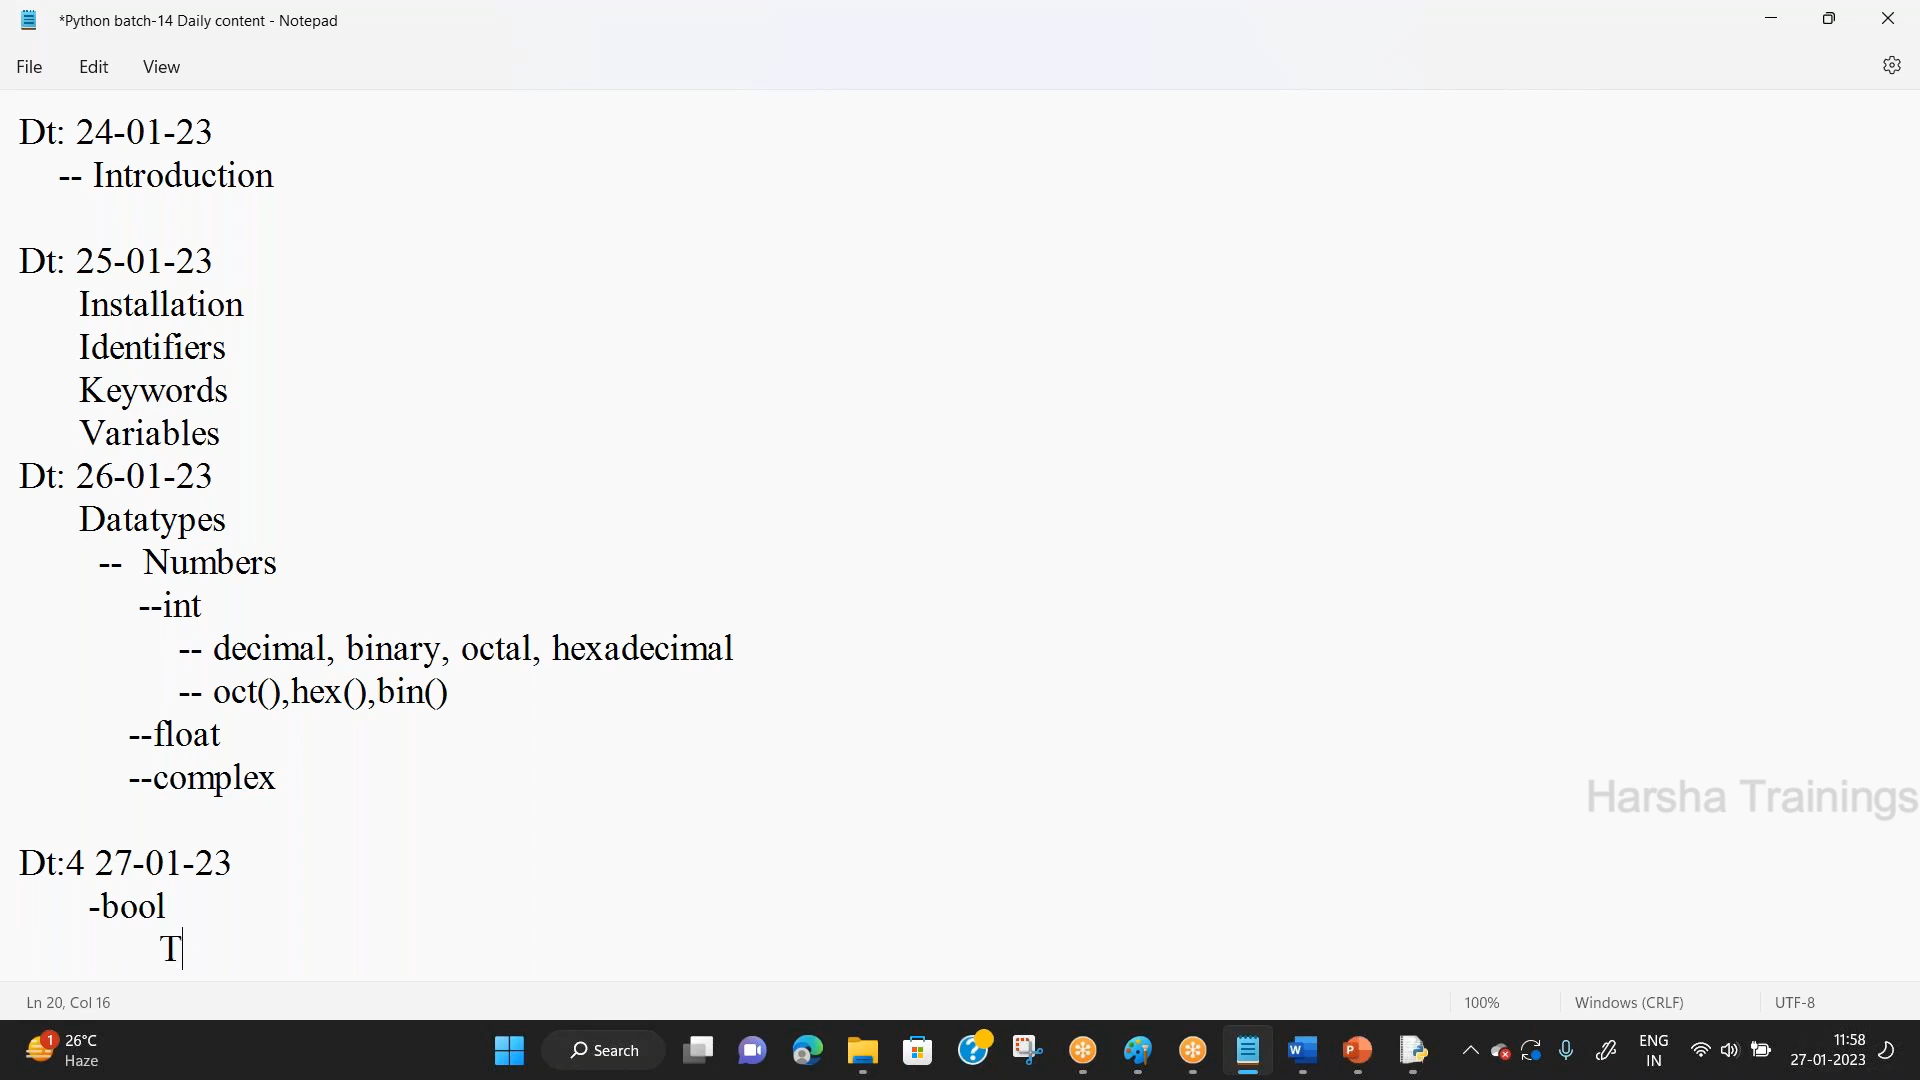 *Python batch-14 Daily content - Notepad
File Edit View
Dt: 24-01-23
-- Introduction
Dt: 25-01-23
Installation
Identifiers
Keywords
Variables
Dt: 26-01-23
Datatypes
-- Numbers
--int
-- decimal, binary, octal, hexadecimal
-- oct(),hex(),bin()
--float
--complex
Harsha Trainings
Dt:4 27-01-23
-bool
T
Ln 20, Col 16 100% Windows (CRLF) UTF-8
1 26°C
Haze
Search
ENG
IN
11:58
27-01-2023